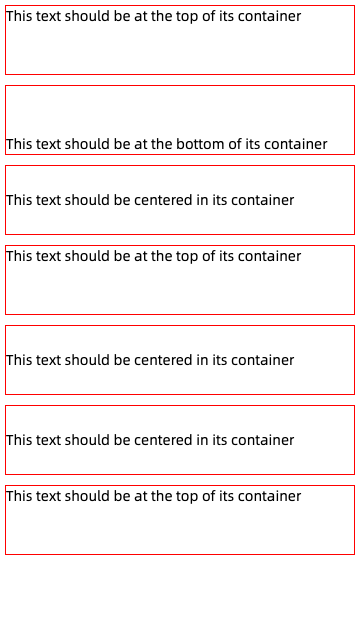 This text should be at the top of its container
This text should be at the bottom of its container
This text should be centered in its container
This text should be at the top of its container
This text should be centered in its container
This text should be centered in its container
This text should be at the top of its container